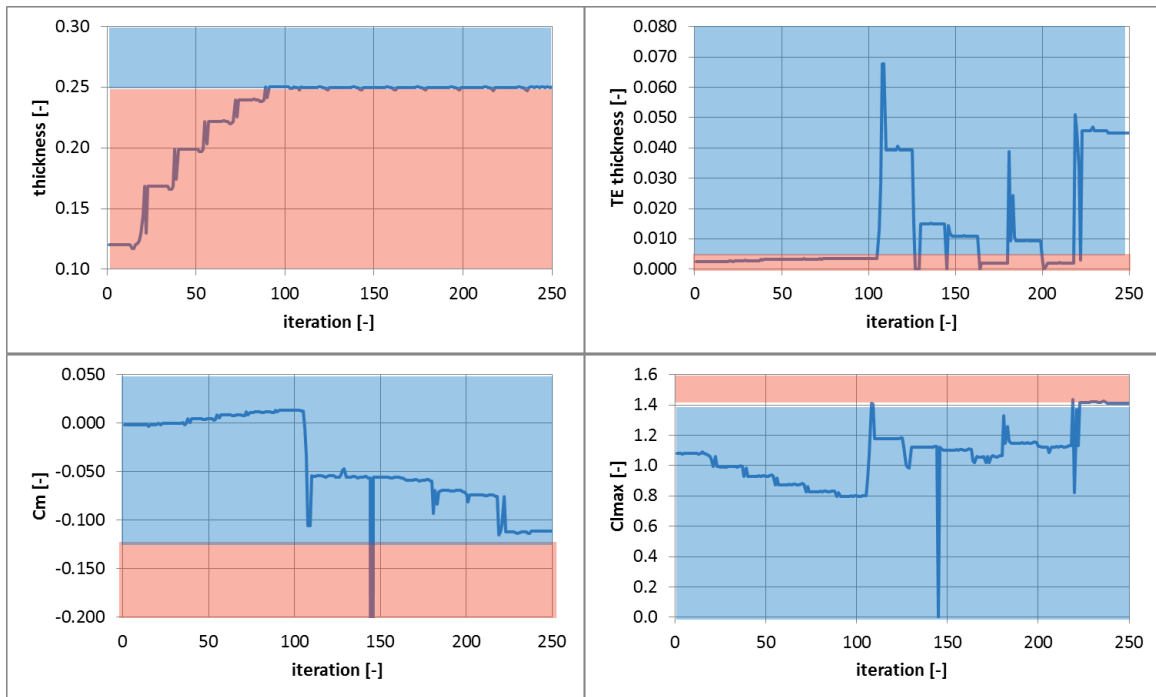 0.30
0.25
0.20
0.15
0.10
thickness [-]
0 50 100 150 200 250
iteration [-]
0.080
0.070
0.060
0.050
0.040
0.030
0.020
0.010
0.000
TE thickness [-]
0 50 100 150 200 250
iteration [-]
0.050
0.000
-0.050
-0.100
-0.150
-0.200
Cm [-]
0 50 100 150 200 250
iteration [-]
1.6
1.4
1.2
1.0
0.8
0.6
0.4
0.2
0.0
Clmax [-]
0 50 100 150 200 250
iteration [-]